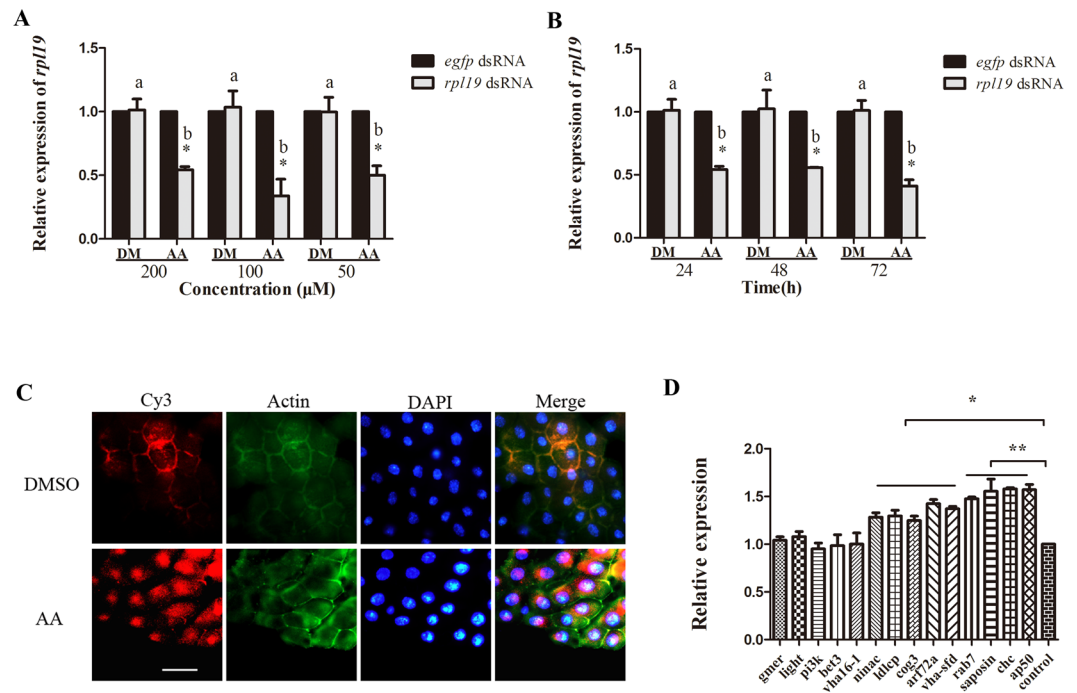 A
Relative expression of rpl19
1.5
1.0
0.5
0.0
a
b
*
a
b
*
a
b
*
egfp dsRNA
rpl19 dsRNA
DM AA DM AA DM AA
200 100 50
Concentration (μM)
B
Relative expression of rpl19
1.5
1.0
0.5
0.0
a
b
*
a
b
*
a
b
*
egfp dsRNA
rpl19 dsRNA
DM AA DM AA DM AA
24 48 72
Time(h)
C
Cy3 Actin DAPI Merge
DMSO
AA
D
Relative expression
2.0
1.5
1.0
0.5
0.0
*
**
gmer
light
pi3k
bet3
vha16-1
ninac
ldlcp
cog3
arf72a
vha-sfd
rab7
saposin
chc
ap50
control